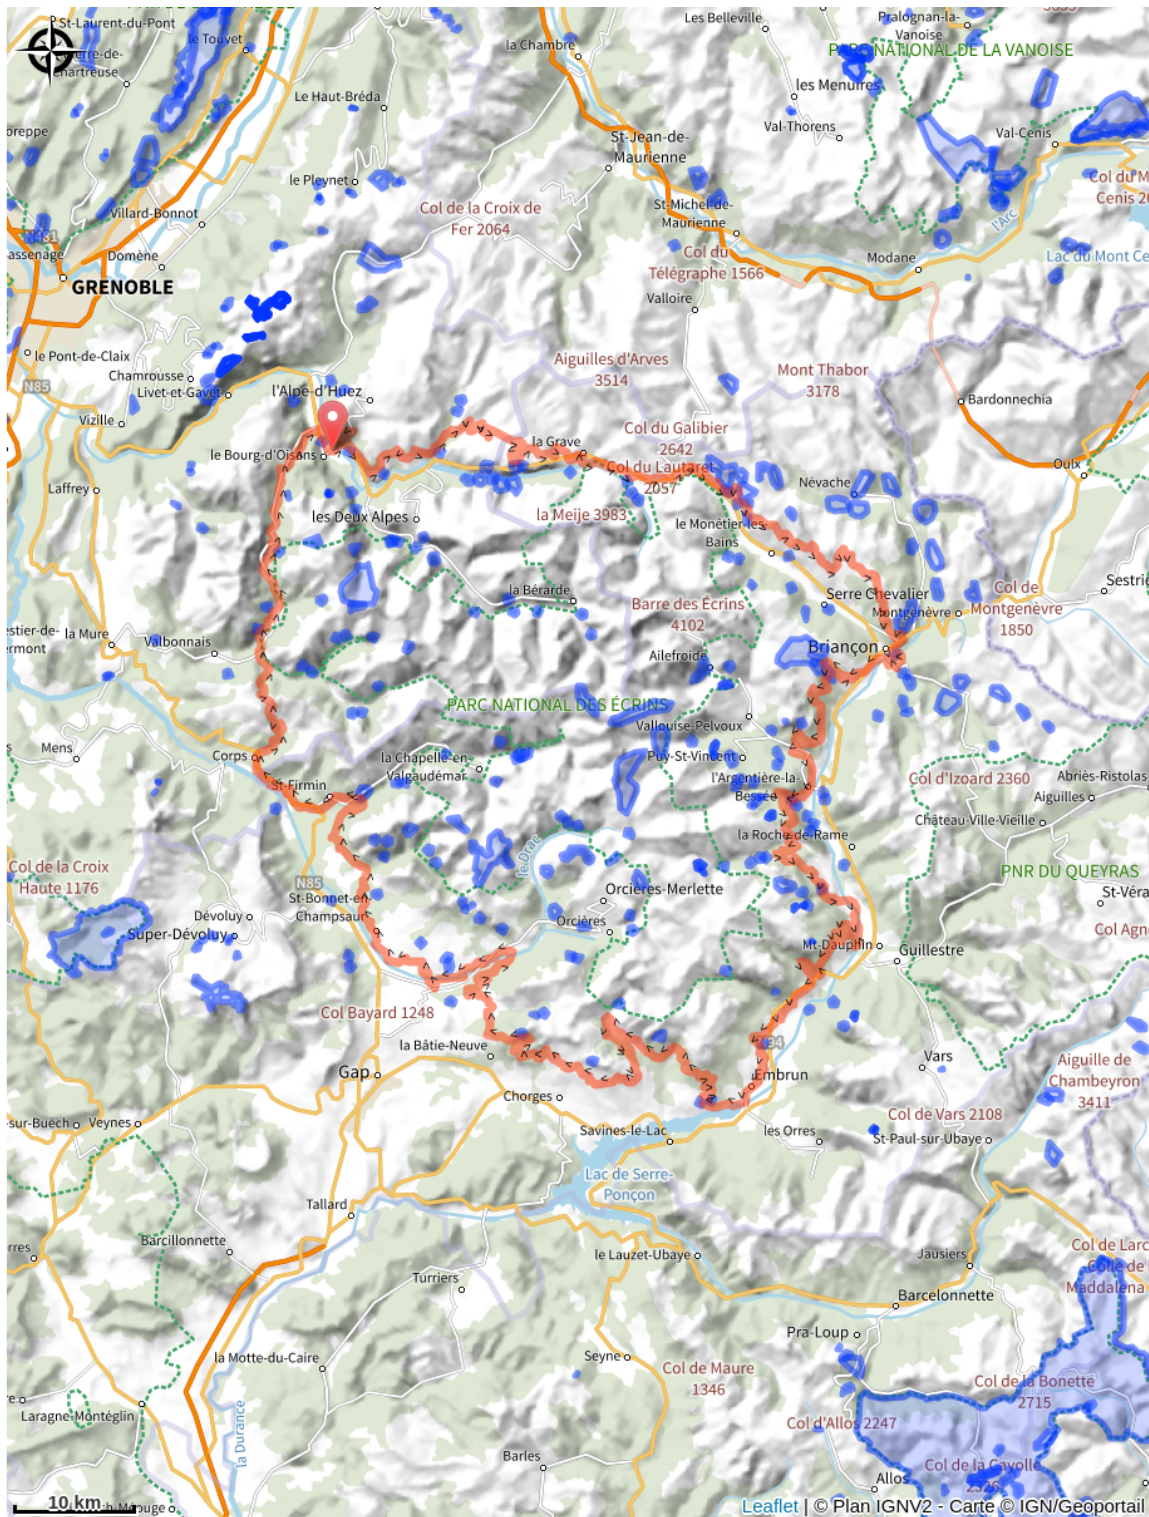 St-Laurent-du-Pont
le Touvet
Chartreuse
Les Belleville
la Chambre
Pralognan-la-
Vanoise
PARC NATIONAL DE LA VANOISE
Le Haut-Bréda
les Menuires
Val-Thorens
Val-Cenis
St-Jean-de-
Maurienne
le Pleynet
Villard-Bonnot
Col de la Croix de
Fer 2064
St-Michel-de-
Maurienne
l'Arc
Domène
GRENOBLE
Col du
Télégraphe 1566
Modane
Valloire
le Pont-de-Claix
Chamrousse
Livet-et-Gavet
N85
l'Alpe-d'Huez
Aiguilles d'Arves
3514
Mont Thabor
3178
Bardonnechia
Vizille
Col du Galibier
2642
la Grave
le Bourg-d'Oisans
Col du Lautaret
2057
Oulx
Laffrey
Névache
les Deux Alpes
la Meije 3983
le Monêtier-les-
Bains
la Bérarde
Serre Chevalier
Col de
Montgenèvre
1850
Montgenèvre
Barre des Écrins
4102
la Mure
Valbonnais
Briançon
Ailefroide
PARC NATIONAL DES ÉCRINS
Vallouise-Pelvoux
Mens
Corps
la Chapelle-en-
Valgaudémar
Puy-St-Vincent
St-Firmin
l'Argentière-la-
Bessée
Col d'Izoard 2360
Abriès-Ristolas
Aiguilles
Château-Ville-Vieille
la Roche-de-Rame
le Drac
Col de la Croix
Haute 1176
N85
St-Bonnet-en-
Champsaur
Orcières-Merlette
PNR DU QUEYRAS
Dévoluy
Super-Dévoluy
Orcières
Mt-Dauphin
Guillestre
Col Bayard 1248
la Bâtie-Neuve
N94
Vars
Aiguille de
Chambeyron
3411
Gap
Embrun
Chorges
Col de Vars 2108
Veynes
Savines-le-Lac
les Orres
St-Paul-sur-Ubaye
Lac de Serre-
Ponçon
Tallard
Barcillonnette
le Lauzet-Ubaye
Jausiers
Maddalena
Turriers
Barcelonnette
Pra-Loup
la Motte-du-Caire
Seyne
Col de Maure
1346
Col de la Bonette
2715
Laragne-Montéglin
la Durance
Col d'Allos 2247
Barles
Col de la Cayolle
2326
Allos
10 km
Leaflet | © Plan IGNV2 - Carte © IGN/Geoportail